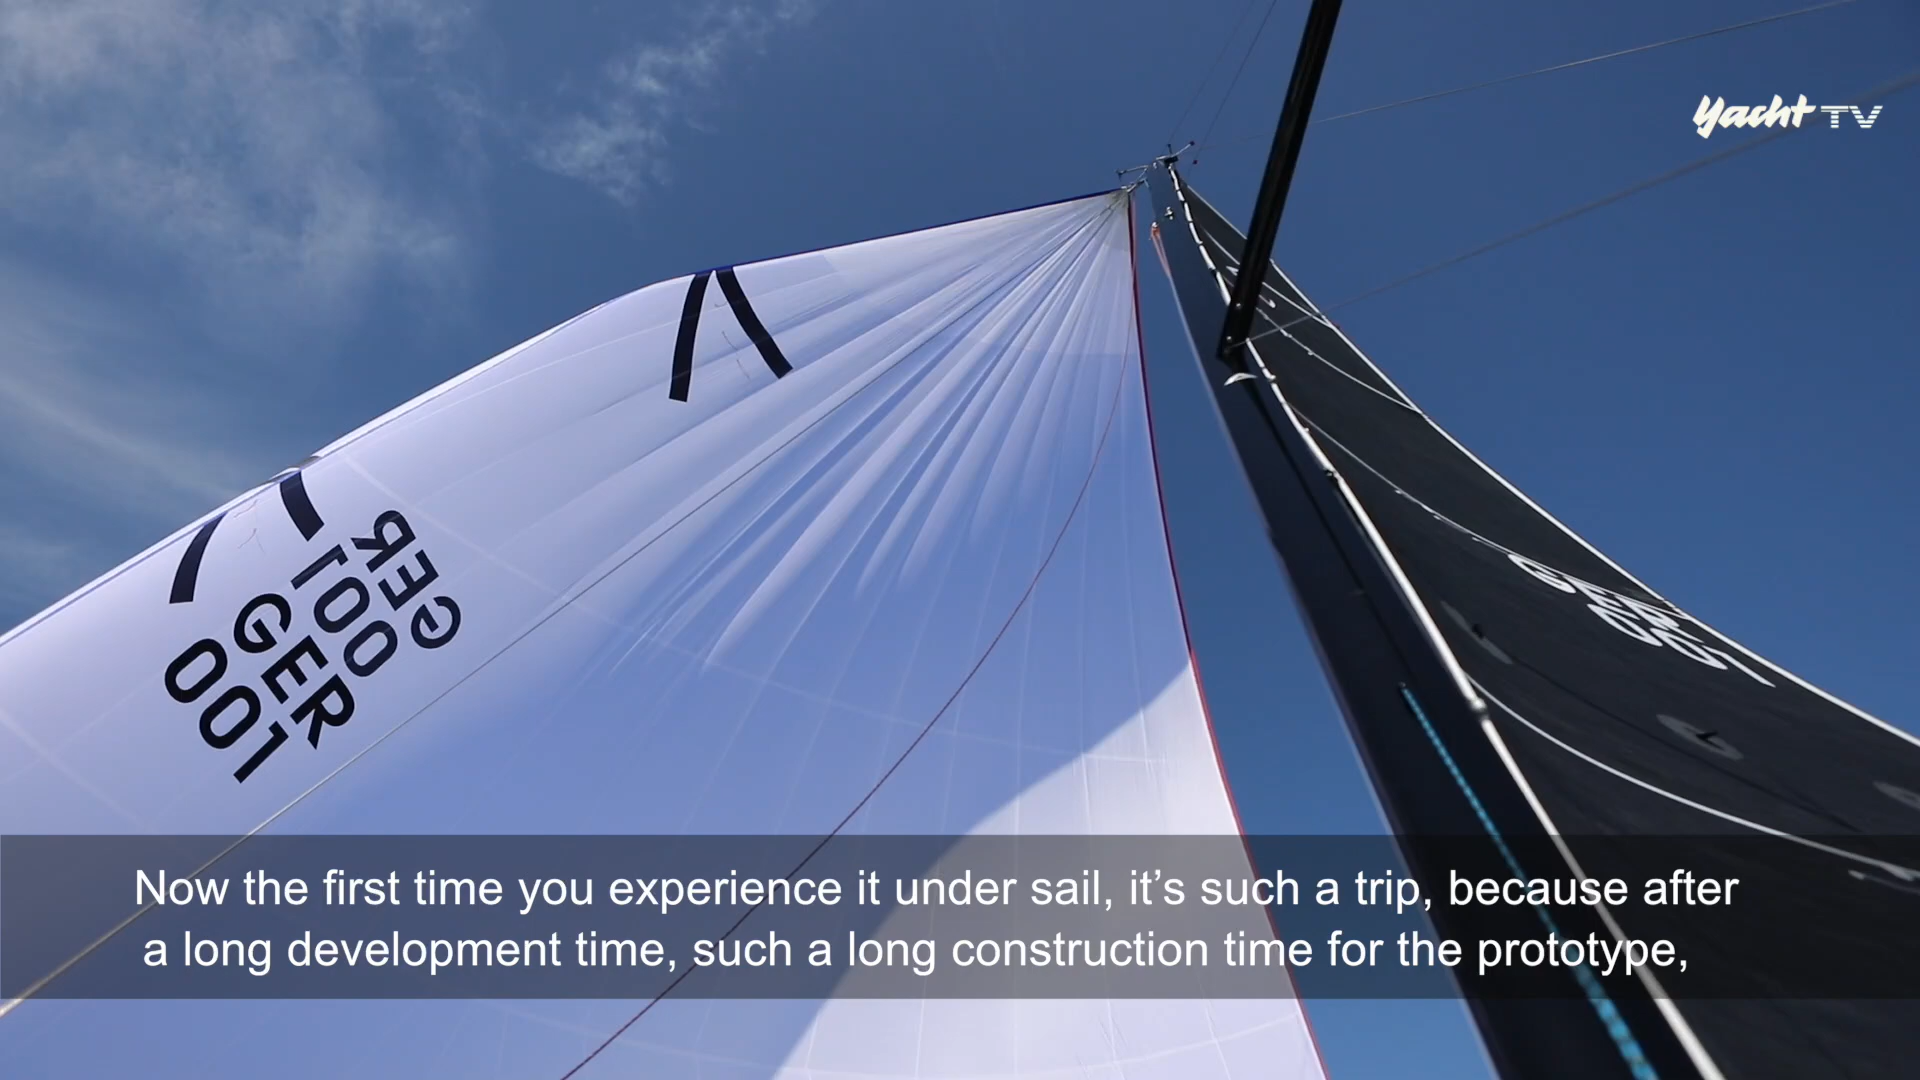 Yacht TV
GER
001
GER
001
Now the first time you experience it under sail, it’s such a trip, because after
a long development time, such a long construction time for the prototype,